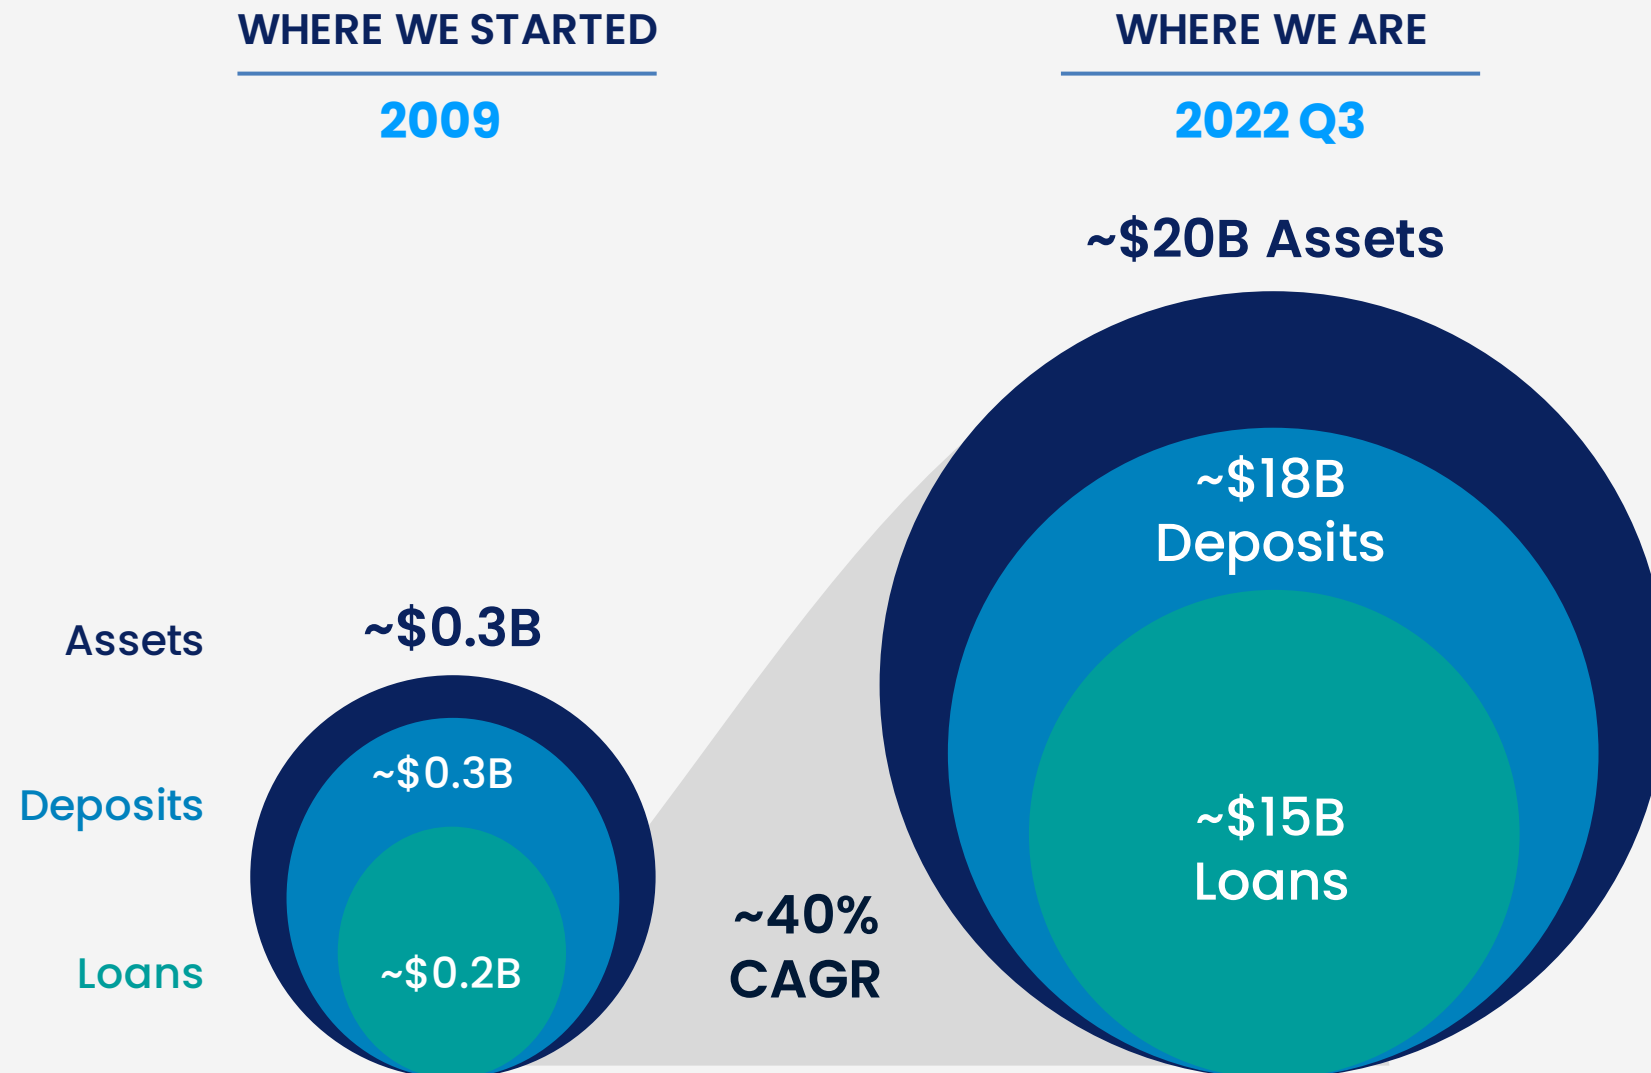 WHERE WE STARTED
2009
WHERE WE ARE
2022 Q3
~$20B Assets
~$18B
Deposits
~$15B
Loans
Assets
~$0.3B
Deposits
~$0.3B
Loans
~$0.2B
~40%
CAGR